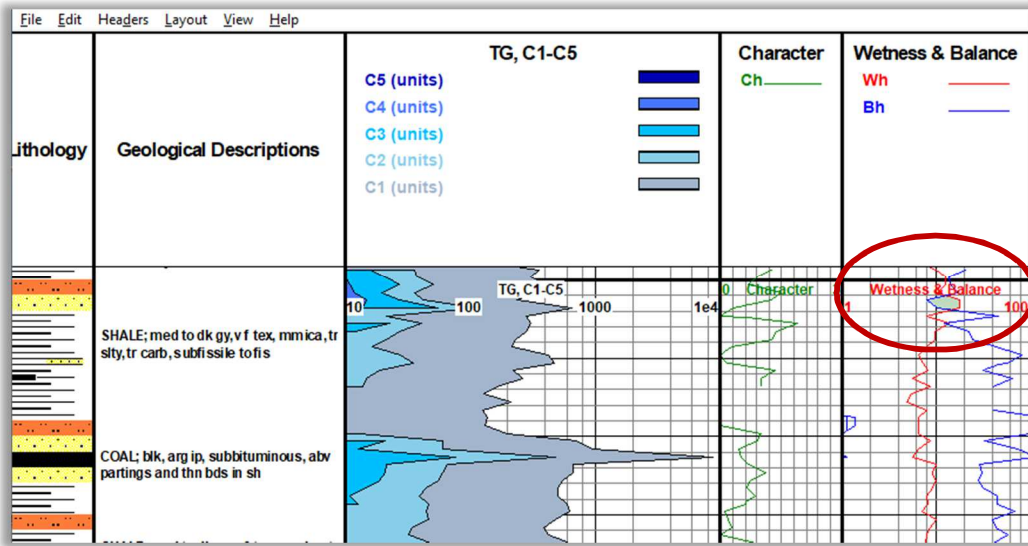 File Edit Headers Layout View Help
Lithology
Geological Descriptions
TG, C1-C5
C5 (units)
C4 (units)
C3 (units)
C2 (units)
C1 (units)
Character
Ch
Wetness & Balance
Wh
Bh
TG, C1-C5
10 100 1000 1e4
0 Character
Wetness & Balance
1 100
SHALE; med to dk gy, v f tex, mmica, tr
slty, tr carb, subfissile to fis
COAL; blk, arg ip, subbituminous, abv
partings and thn bds in sh